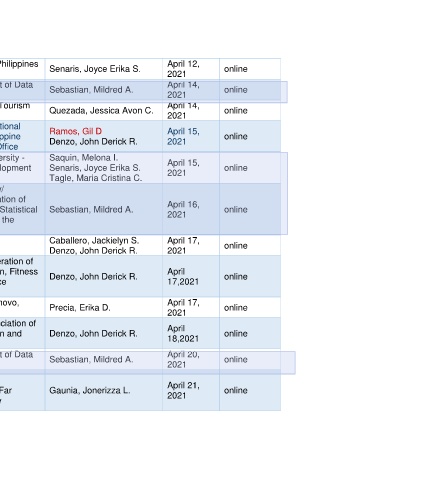 Philippines Senaris, Joyce Erika S. April 12, 2021 online
t of Data Sebastian, Mildred A. April 14, 2021 online
Tourism Quezada, Jessica Avon C. April 14, 2021 online
tional
ppine
Office
Ramos, Gil D
Denzo, John Derick R.
April 15,
2021
online
ersity -
lopment
Saquin, Melona I.
Senaris, Joyce Erika S.
Tagle, Maria Cristina C.
April 15,
2021
online
y/
ation of
Statistical
the
Sebastian, Mildred A.
April 16,
2021
online
Caballero, Jackielyn S.
Denzo, John Derick R.
April 17,
2021
online
eration of
n, Fitness
ce
Denzo, John Derick R.
April
17,2021
online
novo,
Precia, Erika D.
April 17,
2021
online
ciation of
n and
Denzo, John Derick R.
April
18,2021
online
t of Data
Sebastian, Mildred A.
April 20,
2021
online
Far
y
Gaunia, Jonerizza L.
April 21,
2021
online